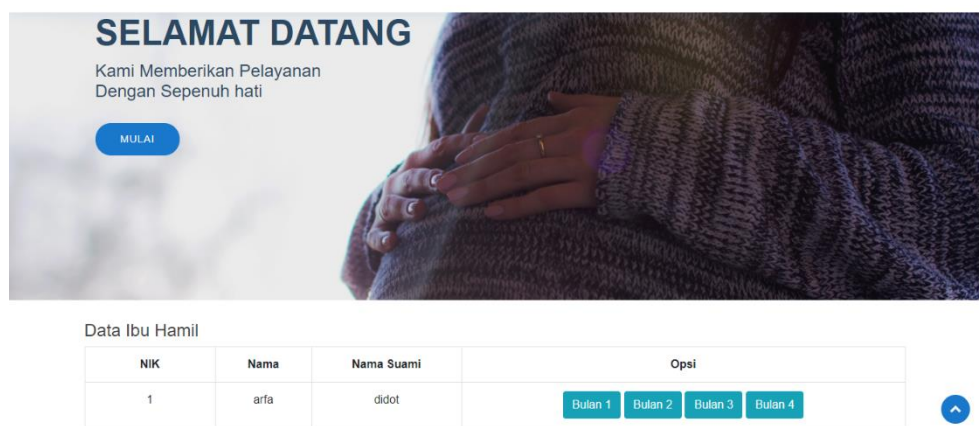 SELAMAT DATANG
Kami Memberikan Pelayanan
Dengan Sepenuh hati
MULAI
Data Ibu Hamil
NIK Nama Nama Suami Opsi
1 arfa didot Bulan 1 Bulan 2 Bulan 3 Bulan 4